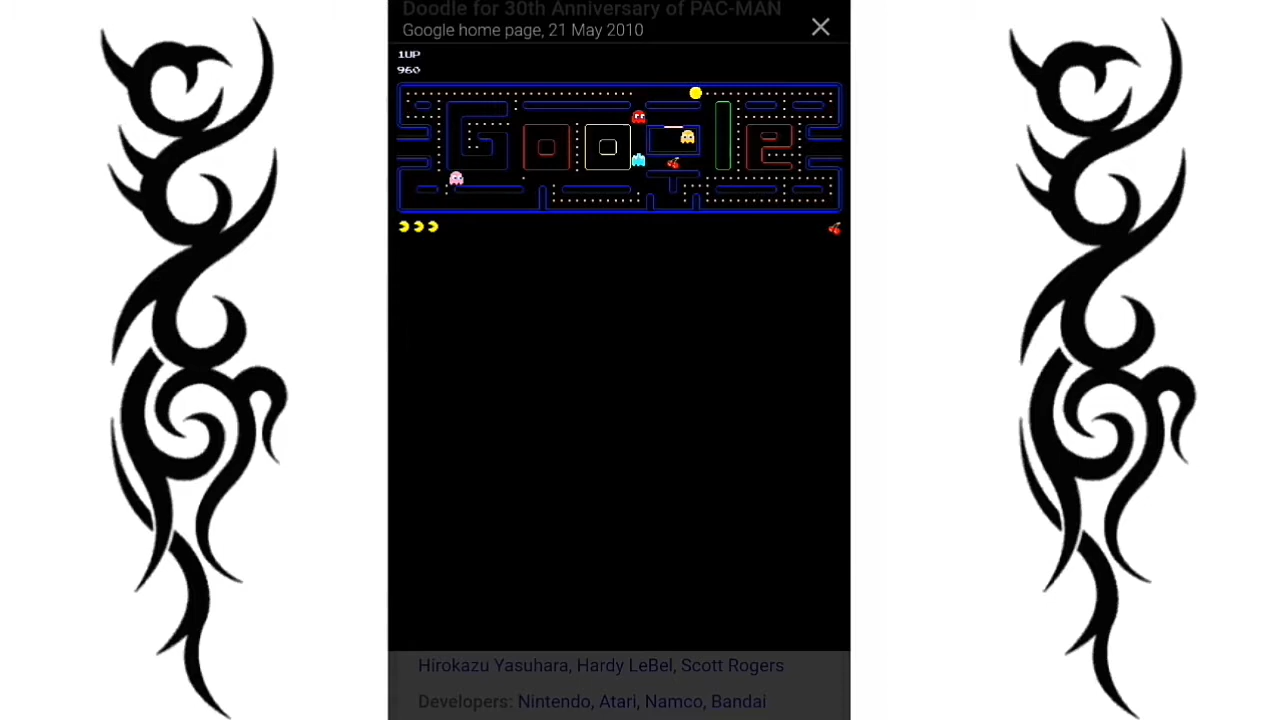 Doodle for 30th Anniversary of PAC-MAN
Google home page, 21 May 2010
1UP
960
Google
Hirokazu Yasuhara, Hardy LeBel, Scott Rogers
Developers: Nintendo, Atari, Namco, Bandai